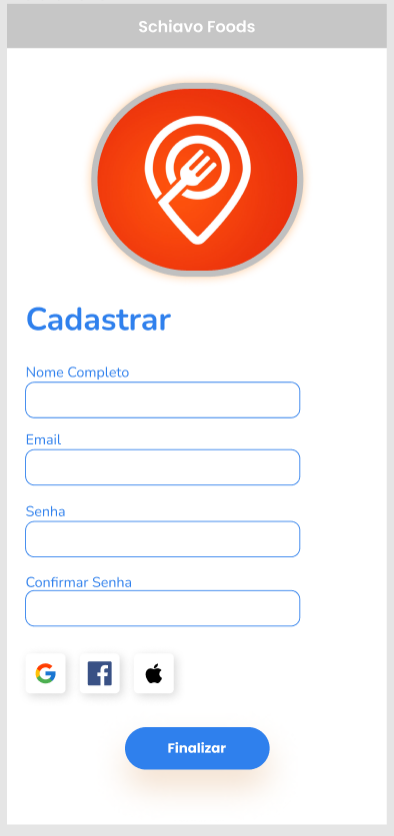 Schiavo Foods
Cadastrar
Nome Completo
Email
Senha
Confirmar Senha
Finalizar